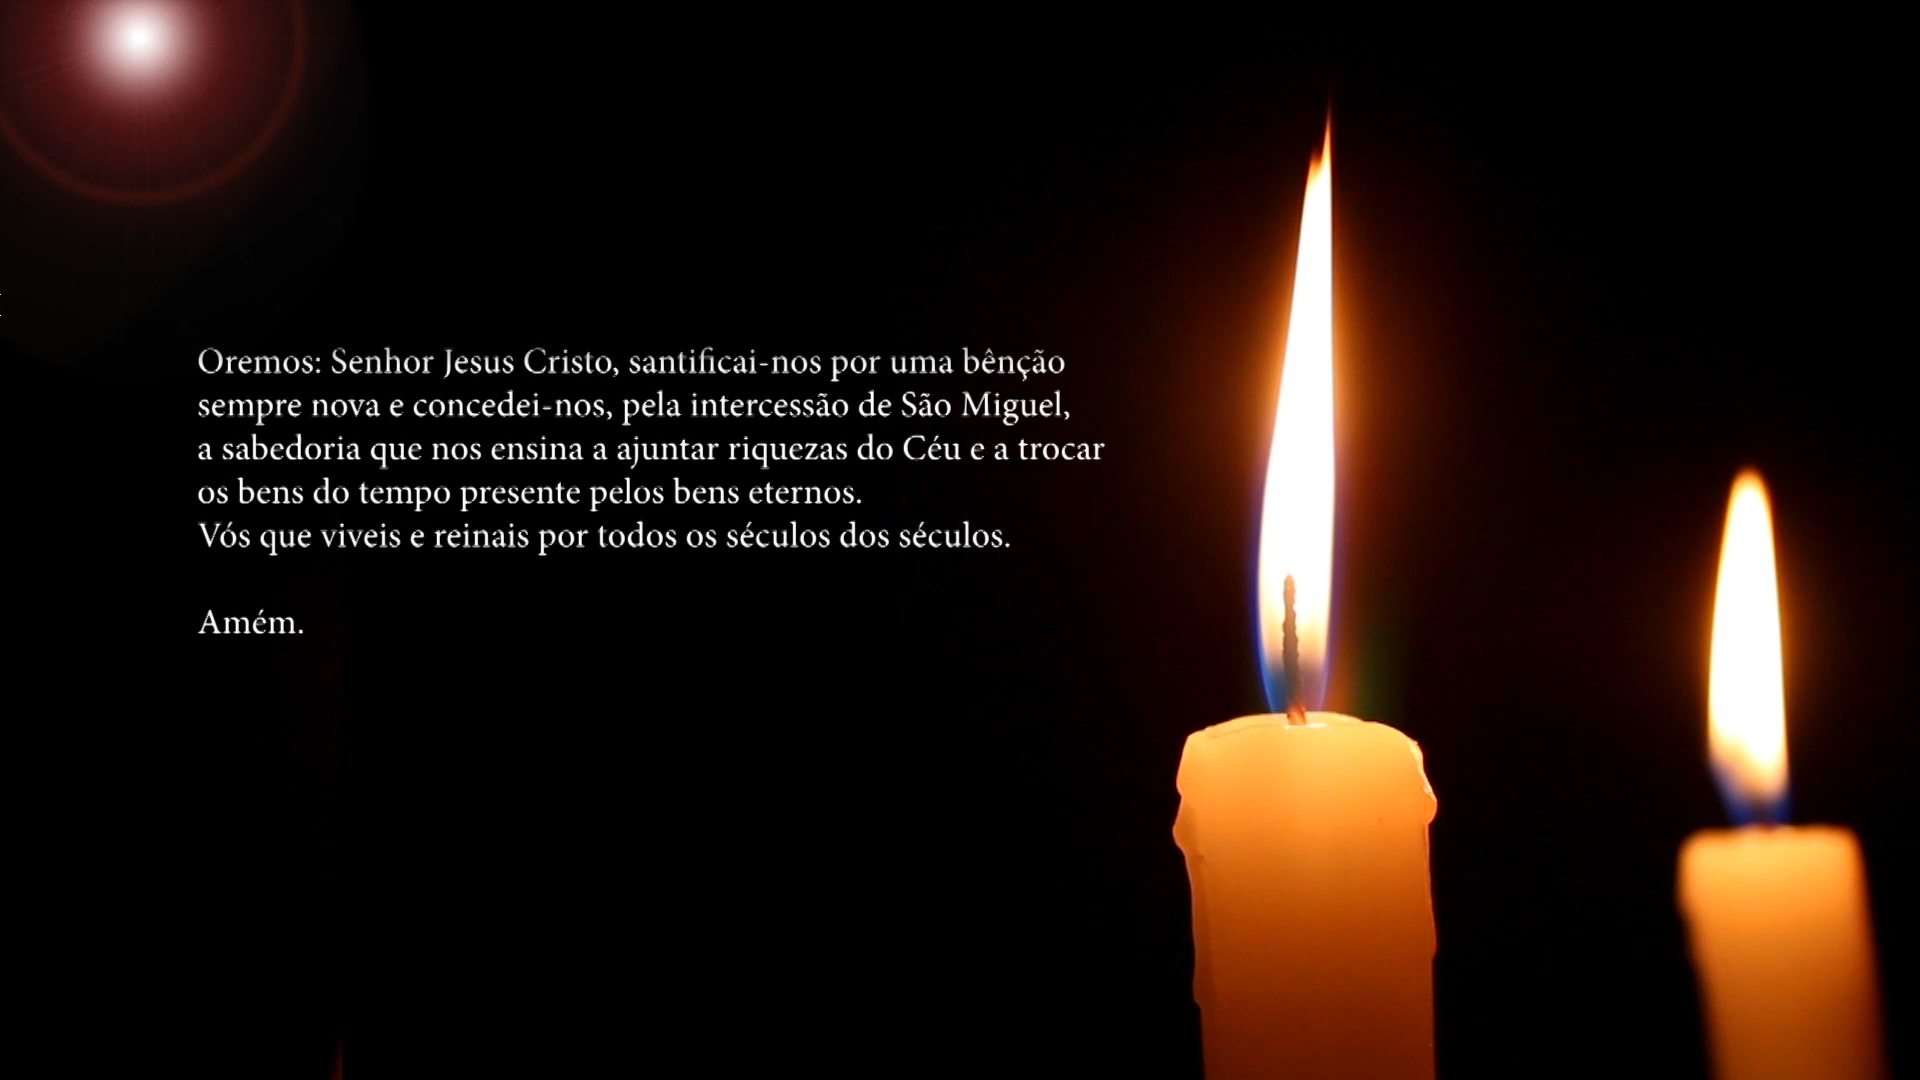 Oremos: Senhor Jesus Cristo, santificai-nos por uma bênção
sempre nova e concedei-nos, pela intercessão de São Miguel,
a sabedoria que nos ensina a ajuntar riquezas do Céu e a trocar
os bens do tempo presente pelos bens eternos.
Vós que viveis e reinais por todos os séculos dos séculos.
Amém.